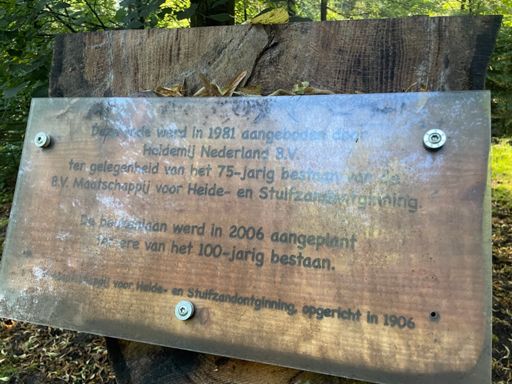 Deze linde werd in 1981 aangeboden door
Heidemij Nederland B.V.
ten gelegenheid van het 75-jarig bestaan van de
B.V. Maatschappij voor Heide- en Stuifzandontginning.
De beukenlaan werd in 2006 aangeplant
ter ere van het 100-jarig bestaan.
Maatschappij voor Heide- en Stuifzandontginning, opgericht in 1906